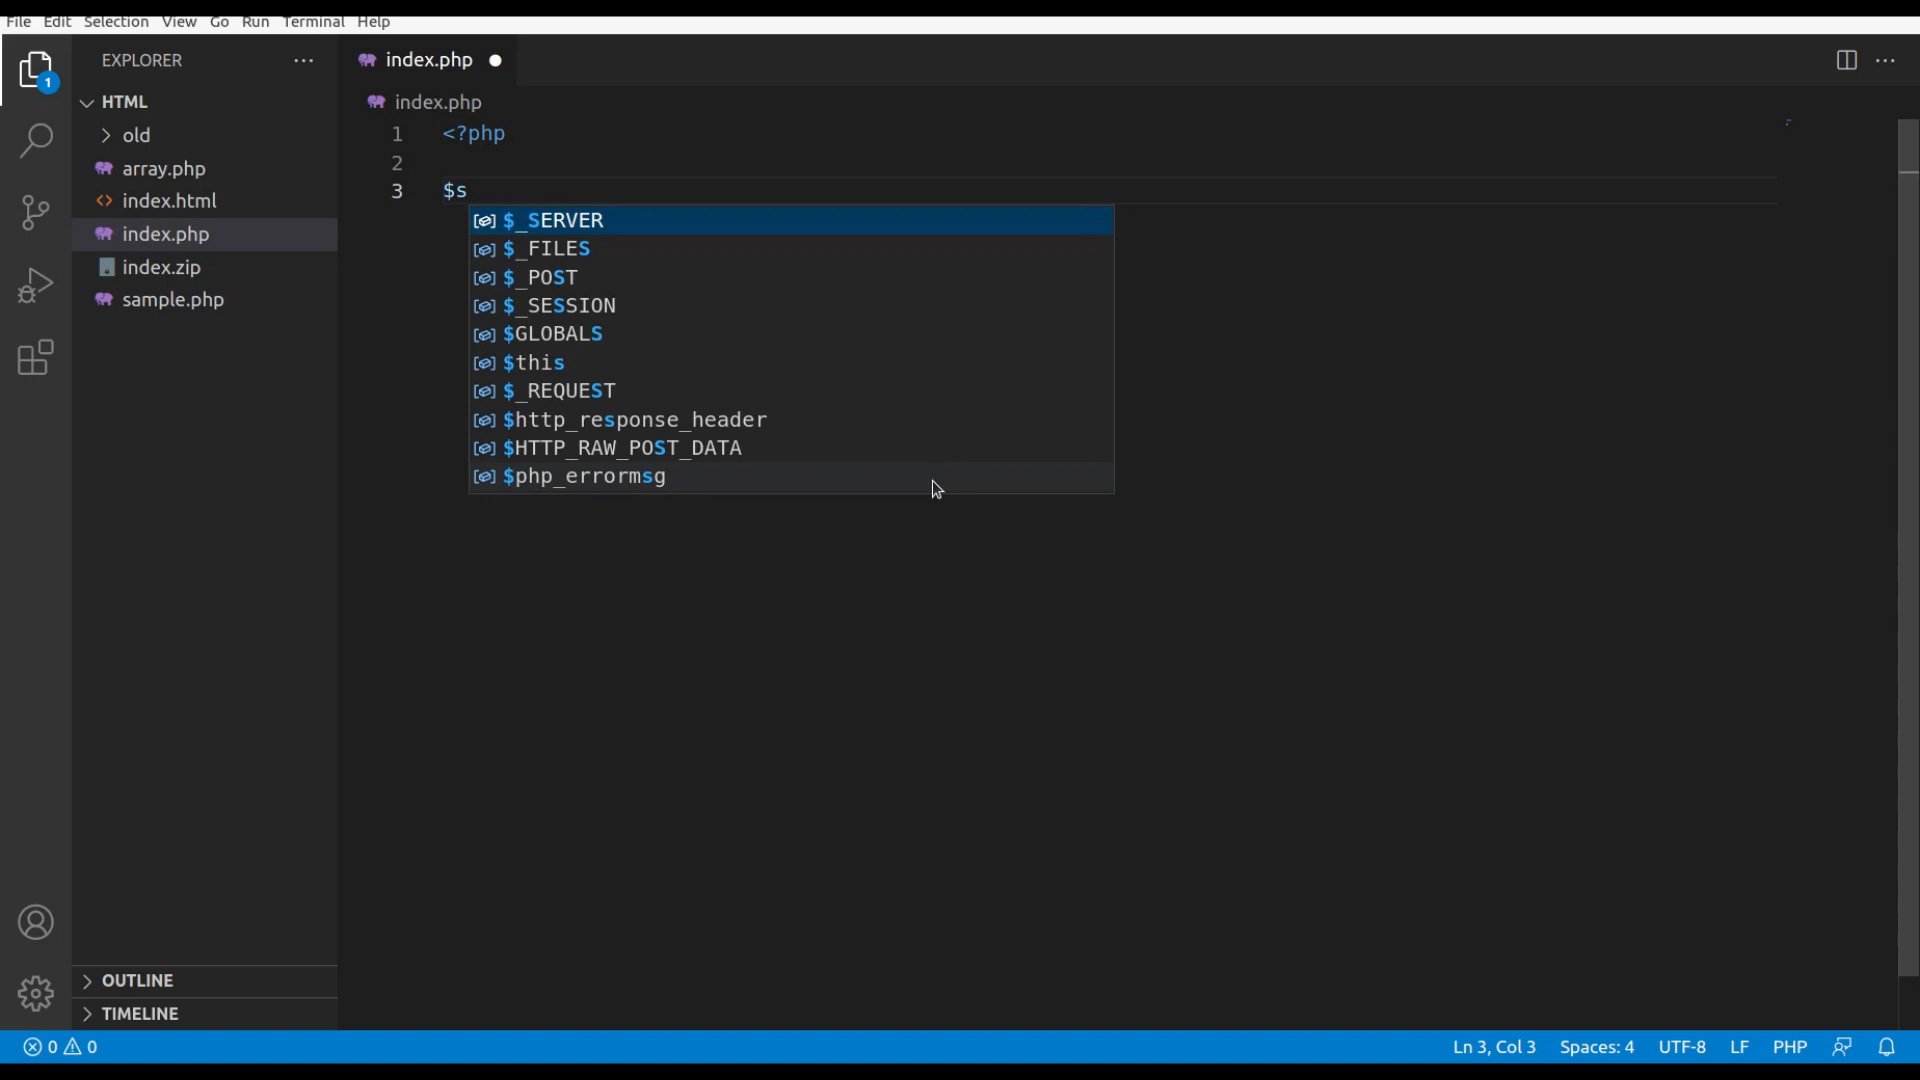 File Edit Selection View Go Run Terminal Help
EXPLORER
1
HTML
old
array.php
index.html
index.php
index.zip
sample.php
OUTLINE
TIMELINE
index.php
index.php
1 <?php
2
3 $s
$_SERVER
$_FILES
$_POST
$_SESSION
$GLOBALS
$this
$_REQUEST
$http_response_header
$HTTP_RAW_POST_DATA
$php_errormsg
0 0 Ln 3, Col 3 Spaces: 4 UTF-8 LF PHP